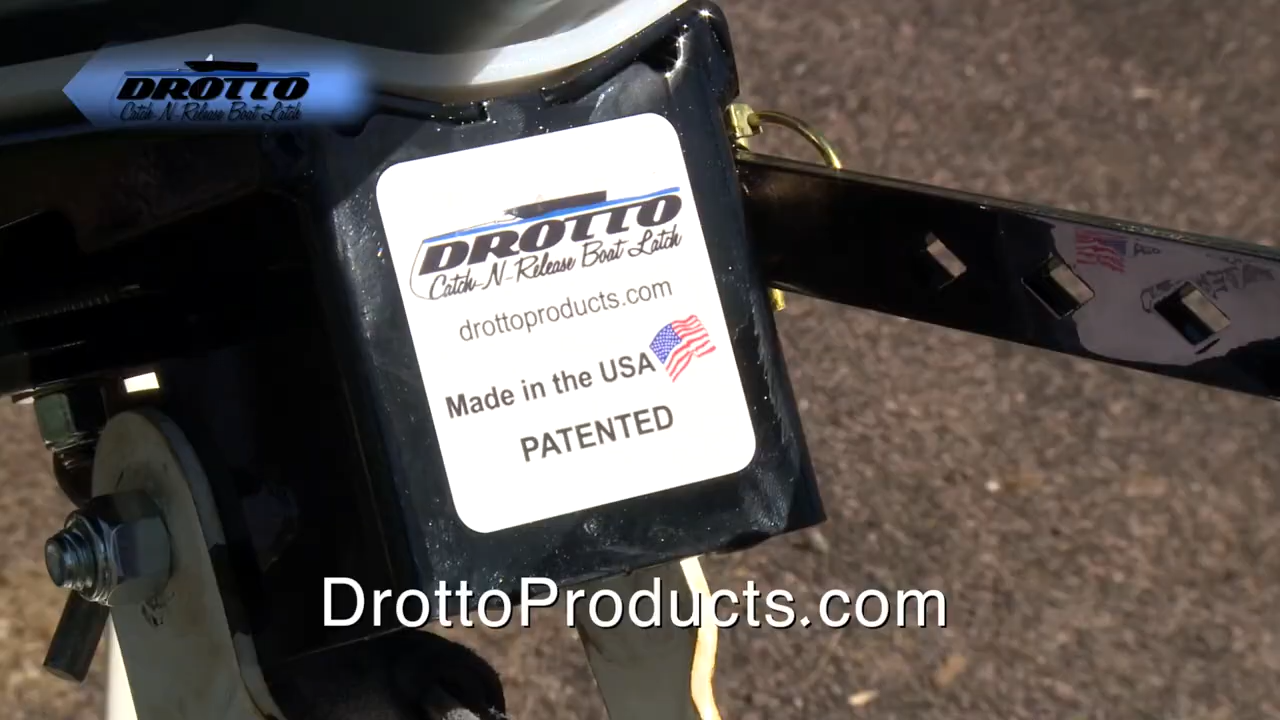 DROTTO
Catch-N-Release Boat Latch
DROTTO
Catch-N-Release Boat Latch
drottoproducts.com
Made in the USA
PATENTED
DrottoProducts.com